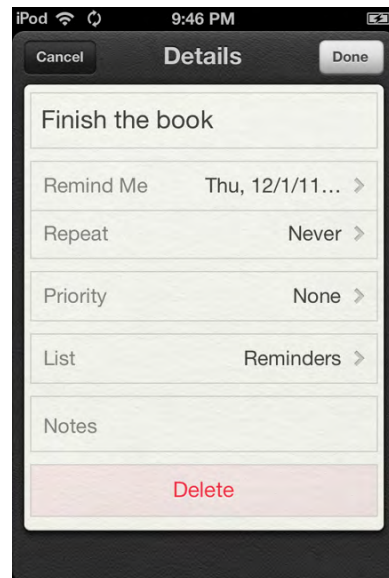 iPod 9:46 PM
Cancel Details Done
Finish the book
Remind Me Thu, 12/1/11...
Repeat Never
Priority None
List Reminders
Notes
Delete